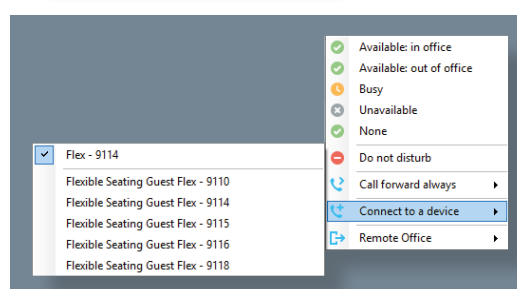 Available: in office
Available: out of office
Busy
Unavailable
None
Do not disturb
Call forward always
Connect to a device
Remote Office
Flex - 9114
Flexible Seating Guest Flex - 9110
Flexible Seating Guest Flex - 9114
Flexible Seating Guest Flex - 9115
Flexible Seating Guest Flex - 9116
Flexible Seating Guest Flex - 9118